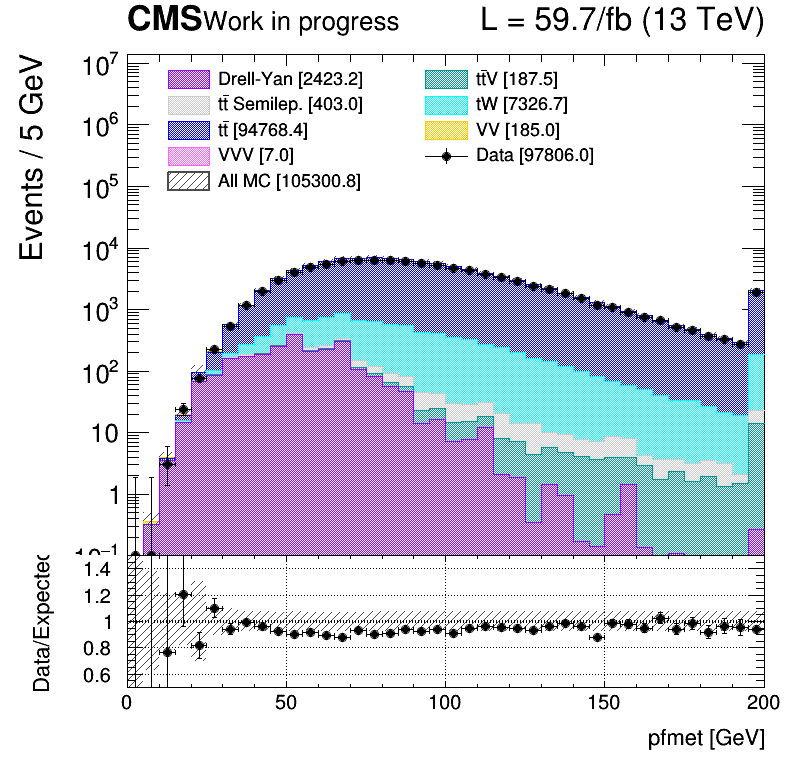 CMS Work in progress L = 59.7/fb (13 TeV)
Events / 5 GeV
10⁷
10⁶
10⁵
10⁴
10³
10²
10
1
10⁻¹
Drell-Yan [2423.2]
tt̄ Semilep. [403.0]
tt̄ [94768.4]
VVV [7.0]
All MC [105300.8]
tt̄V [187.5]
tW [7326.7]
VV [185.0]
Data [97806.0]
Data/Expected
1.4
1.2
1
0.8
0.6
0 50 100 150 200
pfmet [GeV]